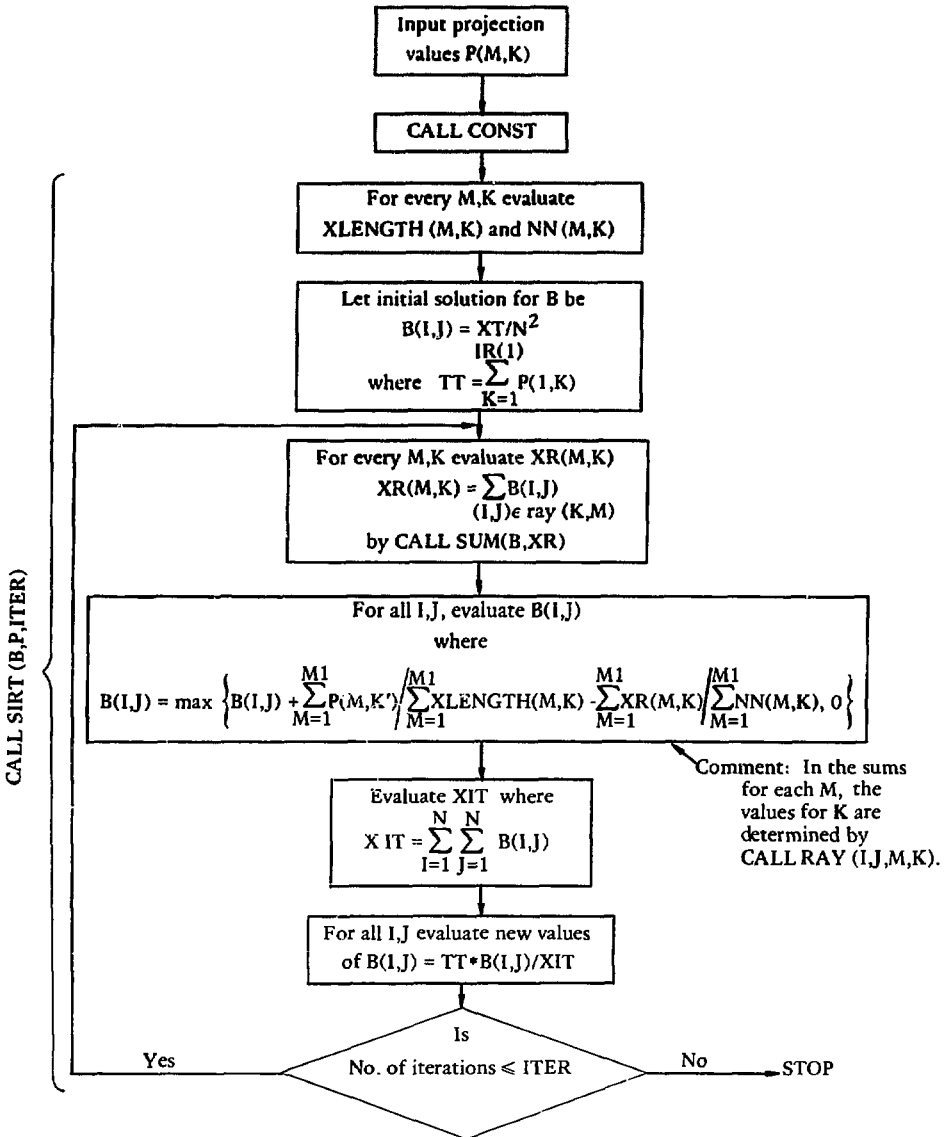 Input projection
values P(M,K)
CALL CONST
For every M,K evaluate
XLENGTH (M,K) and NN (M,K)
Let initial solution for B be
B(I,J) = XT/N²
IR(1)
where TT = ∑ P(1,K)
K=1
For every M,K evaluate XR(M,K)
XR(M,K) = ∑B(I,J)
(I,J)ϵ ray (K,M)
by CALL SUM(B,XR)
CALL SIRT (B,P,ITER)
For all I,J, evaluate B(I,J)
where
M1 M1 M1 M1
B(I,J) = max {B(I,J) + ∑P(M,K')/∑XLENGTH(M,K) -∑XR(M,K)/∑NN(M,K), 0}
M=1 M=1 M=1 M=1
Comment: In the sums
for each M, the
values for K are
determined by
CALL RAY (I,J,M,K).
Evaluate XIT where
N N
X IT = ∑ ∑ B(I,J)
I=1 J=1
For all I,J evaluate new values
of B(1,J) = TT*B(I,J)/XIT
Is
No. of iterations ⩽ ITER
Yes
No
STOP